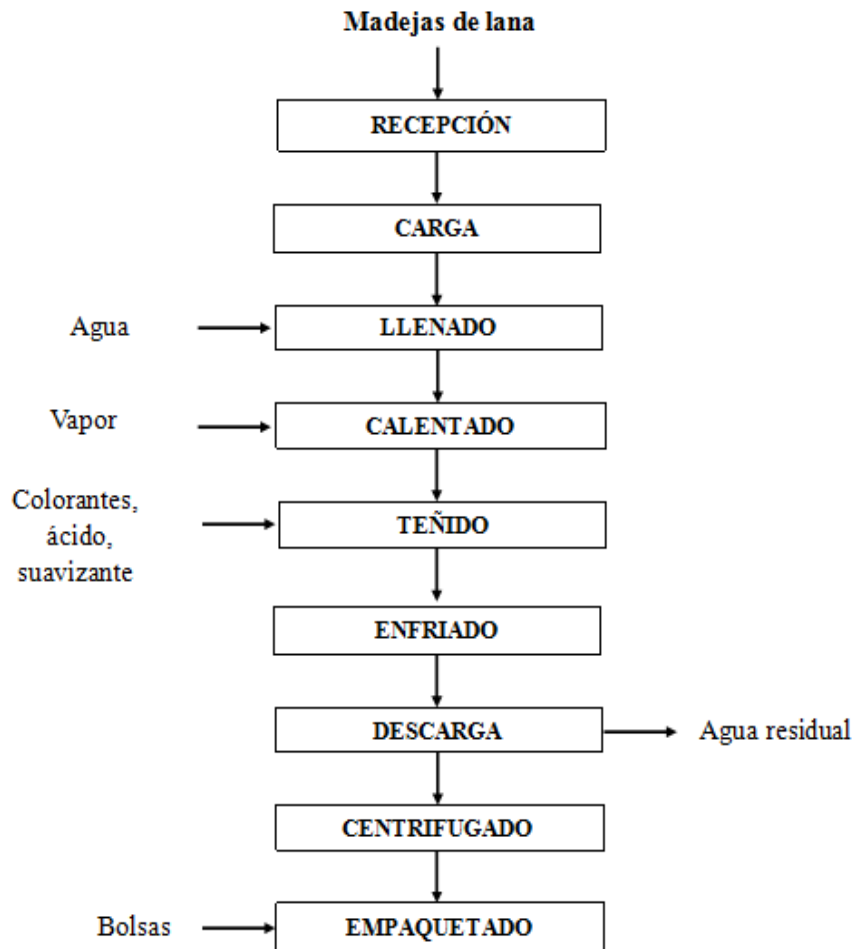 Madejas de lana
RECEPCIÓN
CARGA
Agua
LLENADO
Vapor
CALENTADO
Colorantes,
ácido,
suavizante
TEÑIDO
ENFRIADO
DESCARGA
Agua residual
CENTRIFUGADO
Bolsas
EMPAQUETADO